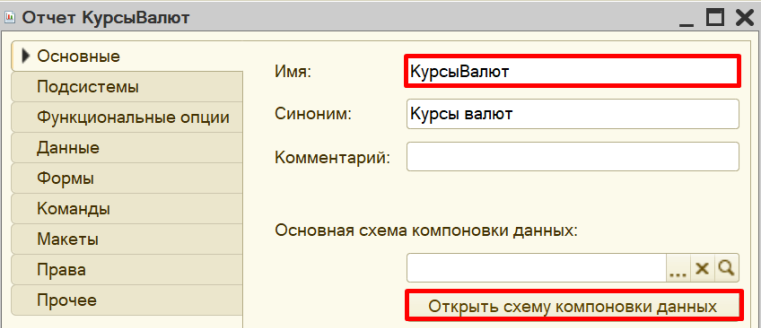 Отчет КурсыВалют
Основные
Подсистемы
Функциональные опции
Данные
Формы
Команды
Макеты
Права
Прочее
Имя: КурсыВалют
Синоним: Курсы валют
Комментарий:
Основная схема компоновки данных:
...
Открыть схему компоновки данных